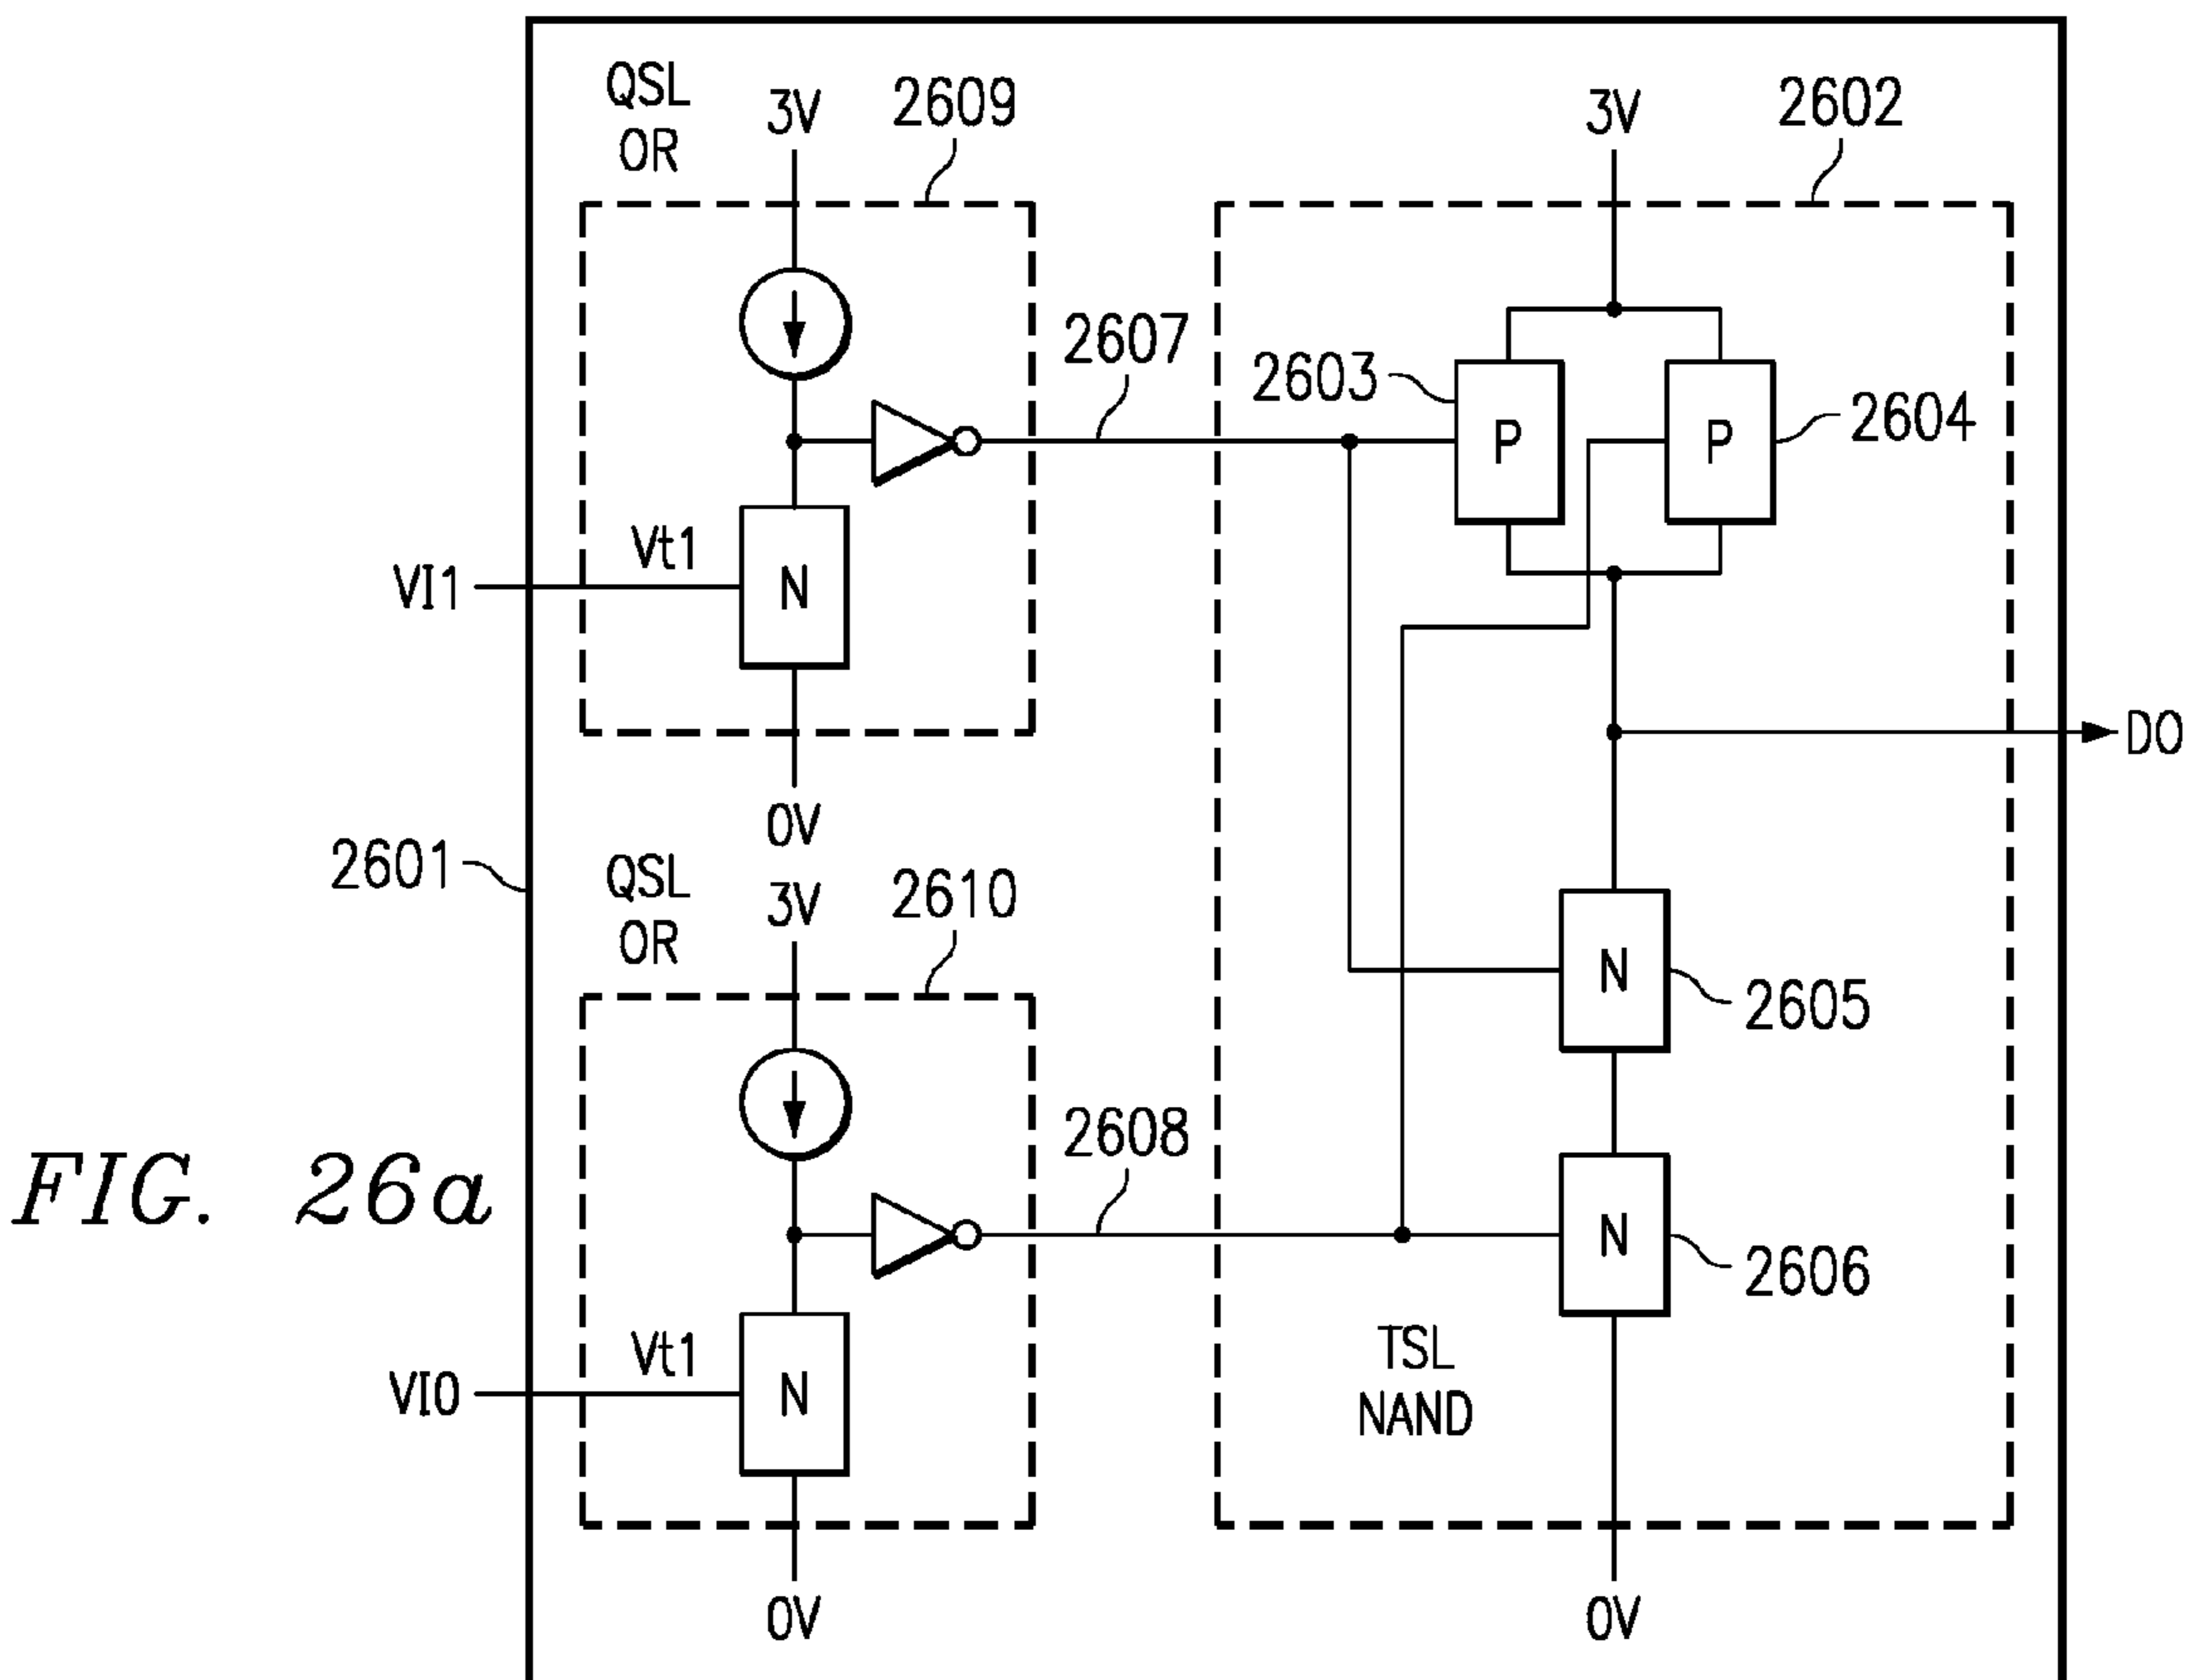 QSL
OR
3V
2609
3V
2602
2607
2603
P
P
2604
Vt1
VI1
N
DO
0V
2601
QSL
OR
3V
2610
N
2605
2608
FIG. 26a
N
2606
Vt1
VI0
N
TSL
NAND
0V
0V